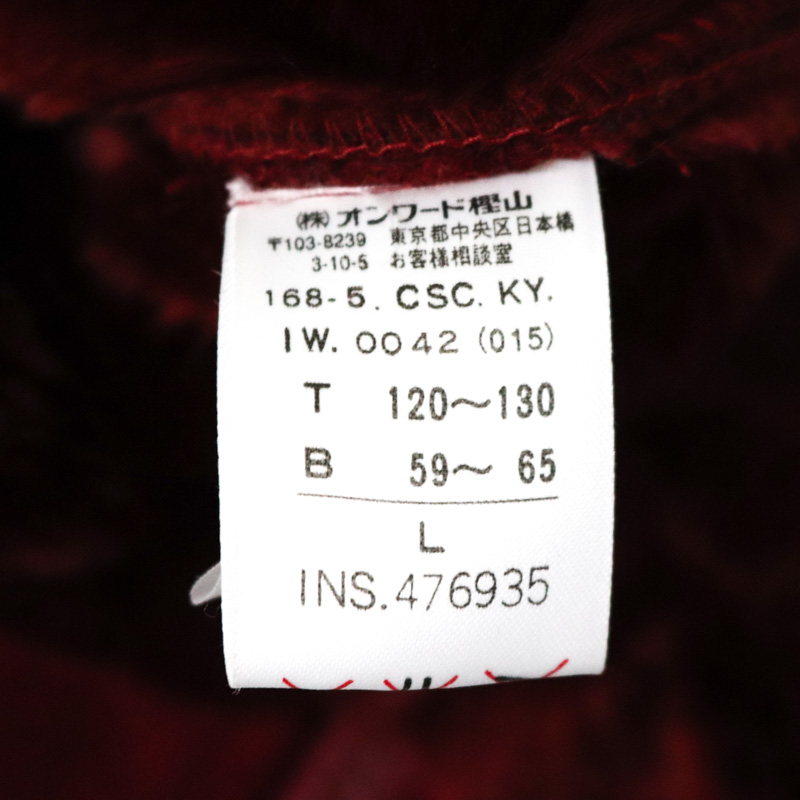 (株)オンワード樫山
〒103-8239 東京都中央区日本橋
3-10-5 お客様相談室
168-5. CSC. KY.
IW. 0042 (015)
T 120〜130
B 59〜 65
L
INS.476935